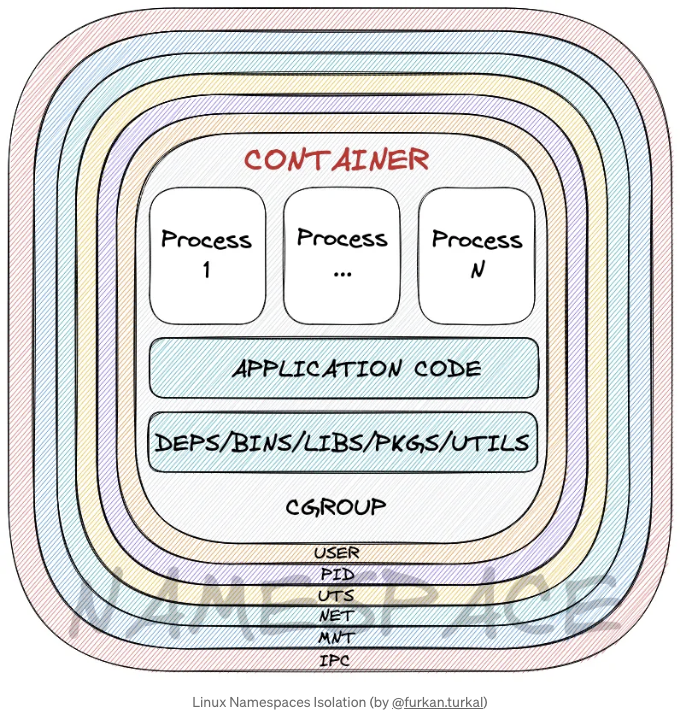 CONTAINER
Process
1
Process
...
Process
N
APPLICATION CODE
DEPS/BINS/LIBS/PKGS/UTILS
CGROUP
USER
PID
UTS
NET
MNT
IPC
NAMESPACE
Linux Namespaces Isolation (by @furkan.turkal)